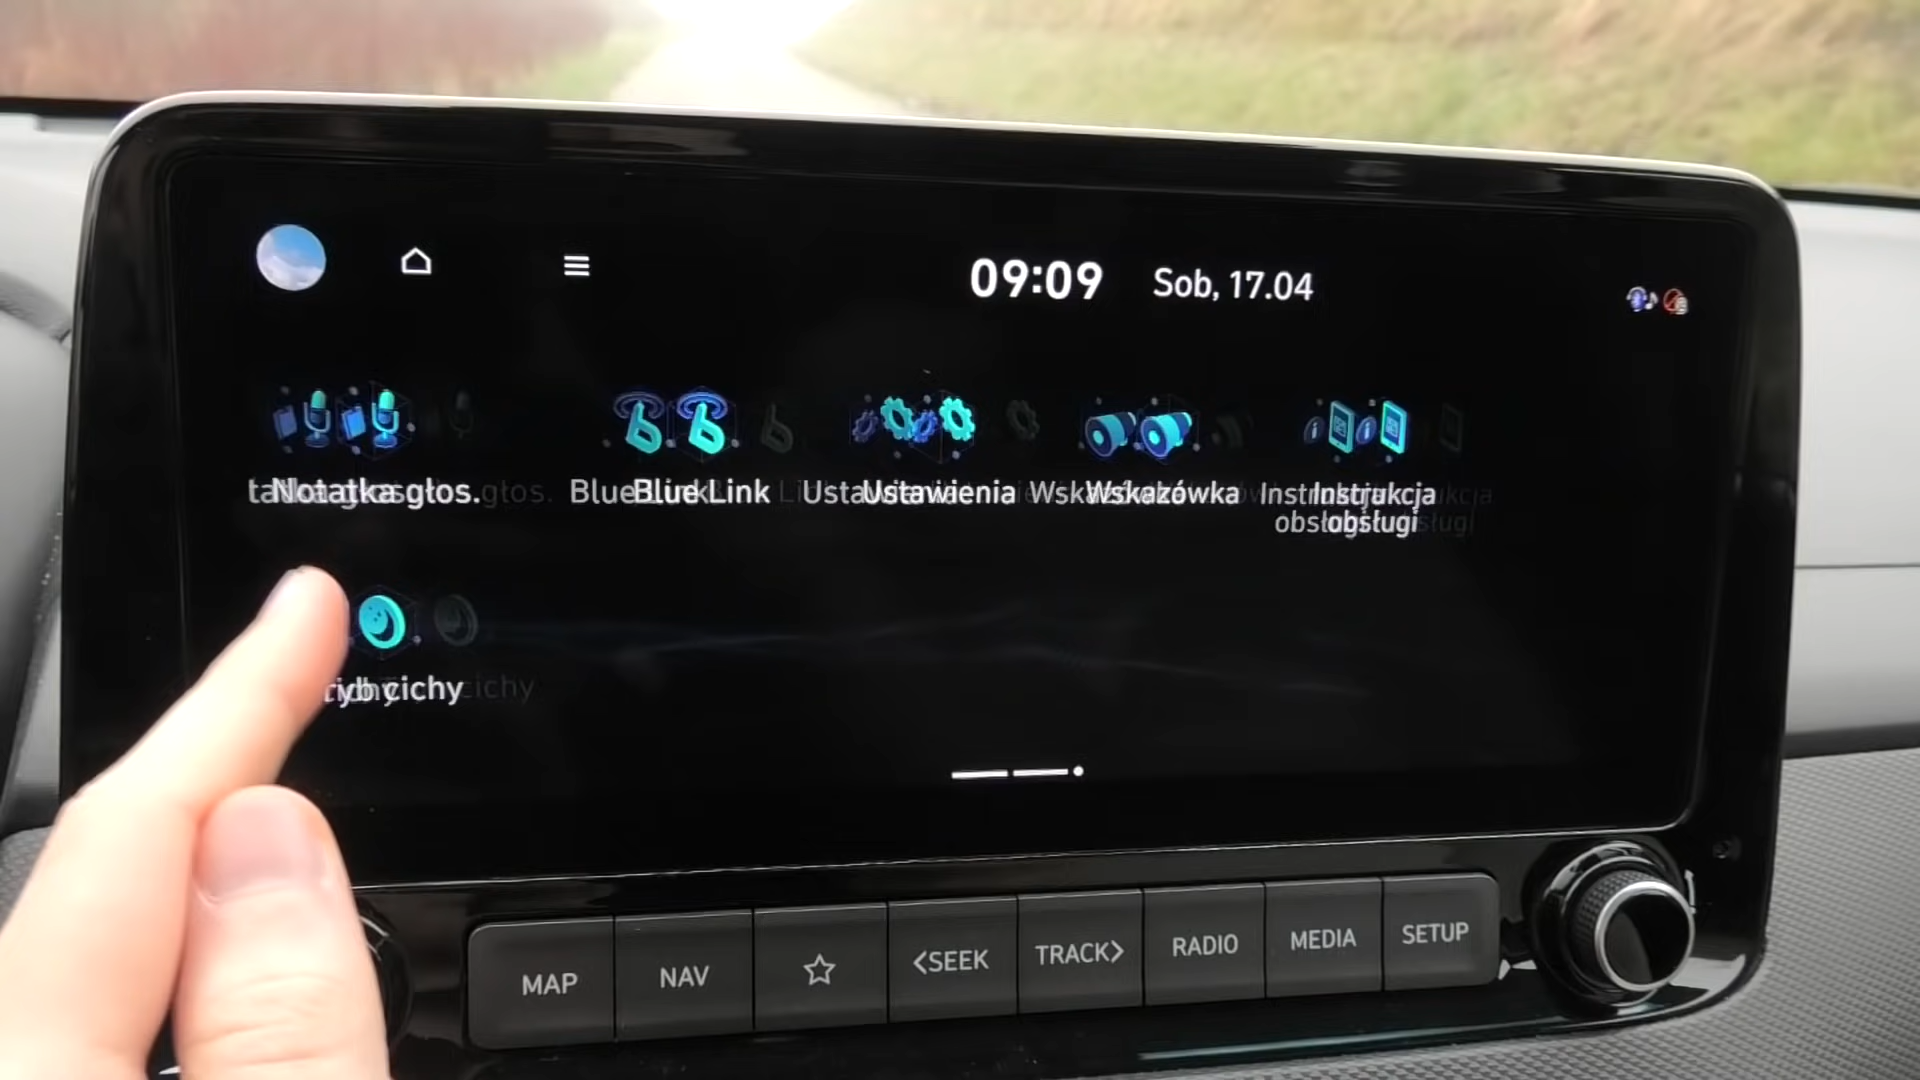 09:09 Sob, 17.04
Notatka głos. Blue Link Ustawienia Wskazówka Instrukcja
obsługi
Tryb cichy
MAP NAV <SEEK TRACK> RADIO MEDIA SETUP